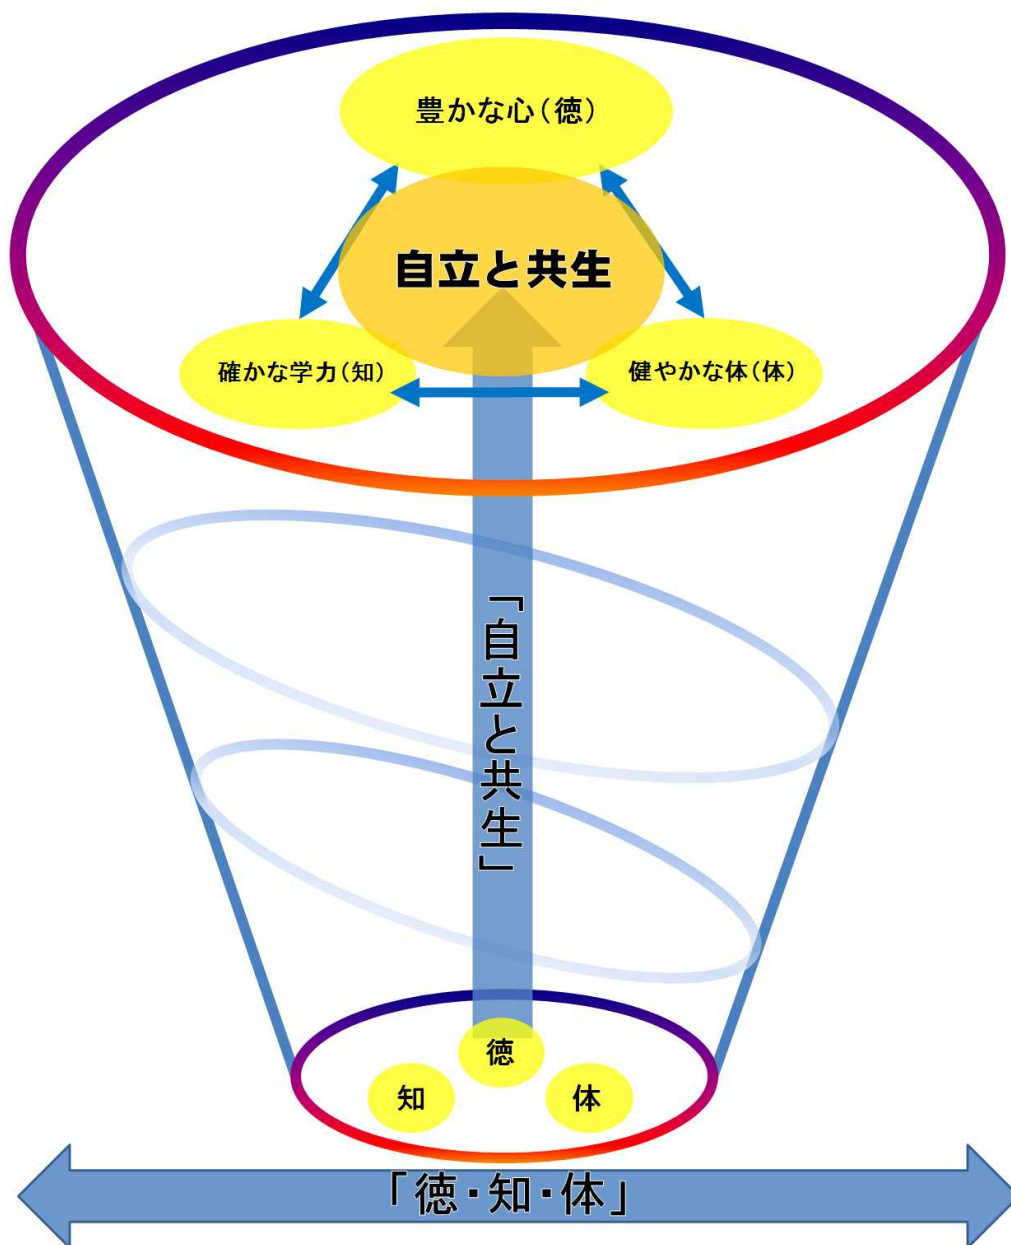 豊かな心(徳)
自立と共生
確かな学力(知)
健やかな体(体)
「自立と共生」
徳
知
体
「徳・知・体」